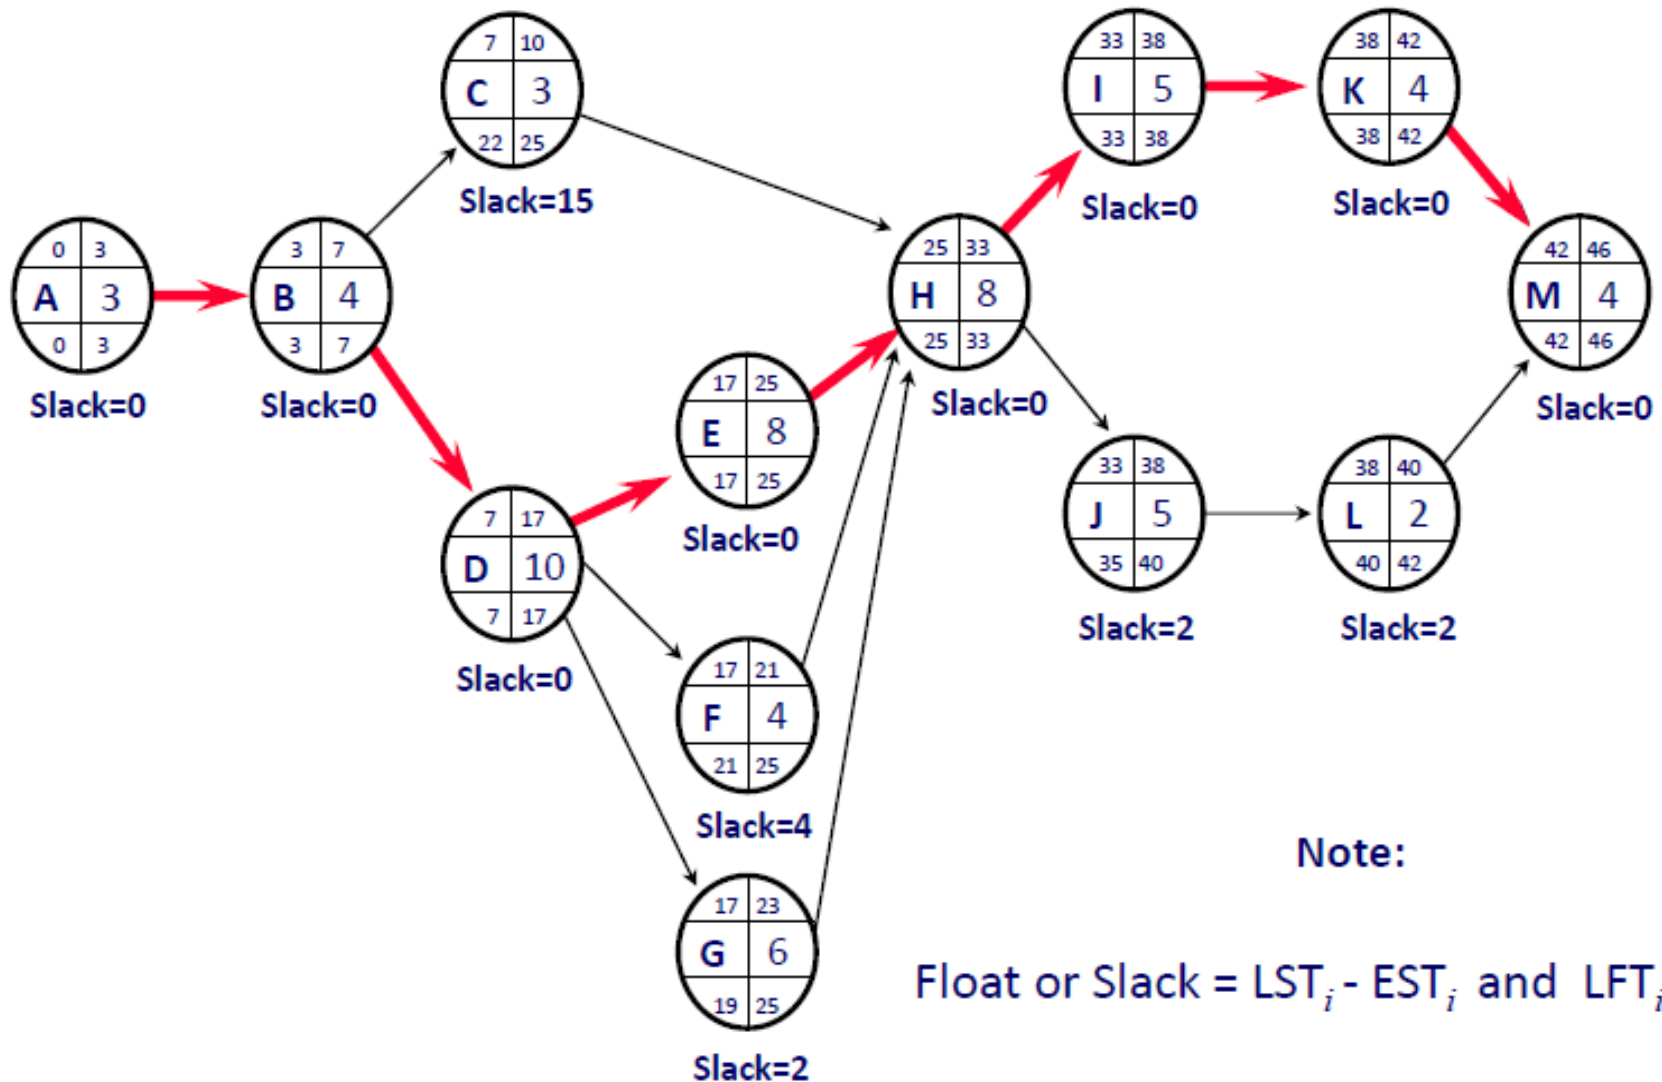 7 10
C 3
22 25
Slack=15
33 38
I 5
33 38
Slack=0
38 42
K 4
38 42
Slack=0
0 3
A 3
0 3
Slack=0
3 7
B 4
3 7
Slack=0
25 33
H 8
25 33
Slack=0
42 46
M 4
42 46
Slack=0
17 25
E 8
17 25
Slack=0
7 17
D 10
7 17
Slack=0
33 38
J 5
35 40
Slack=2
38 40
L 2
40 42
Slack=2
17 21
F 4
21 25
Slack=4
17 23
G 6
19 25
Slack=2
Note:
Float or Slack = LSTi - ESTi and LFTi